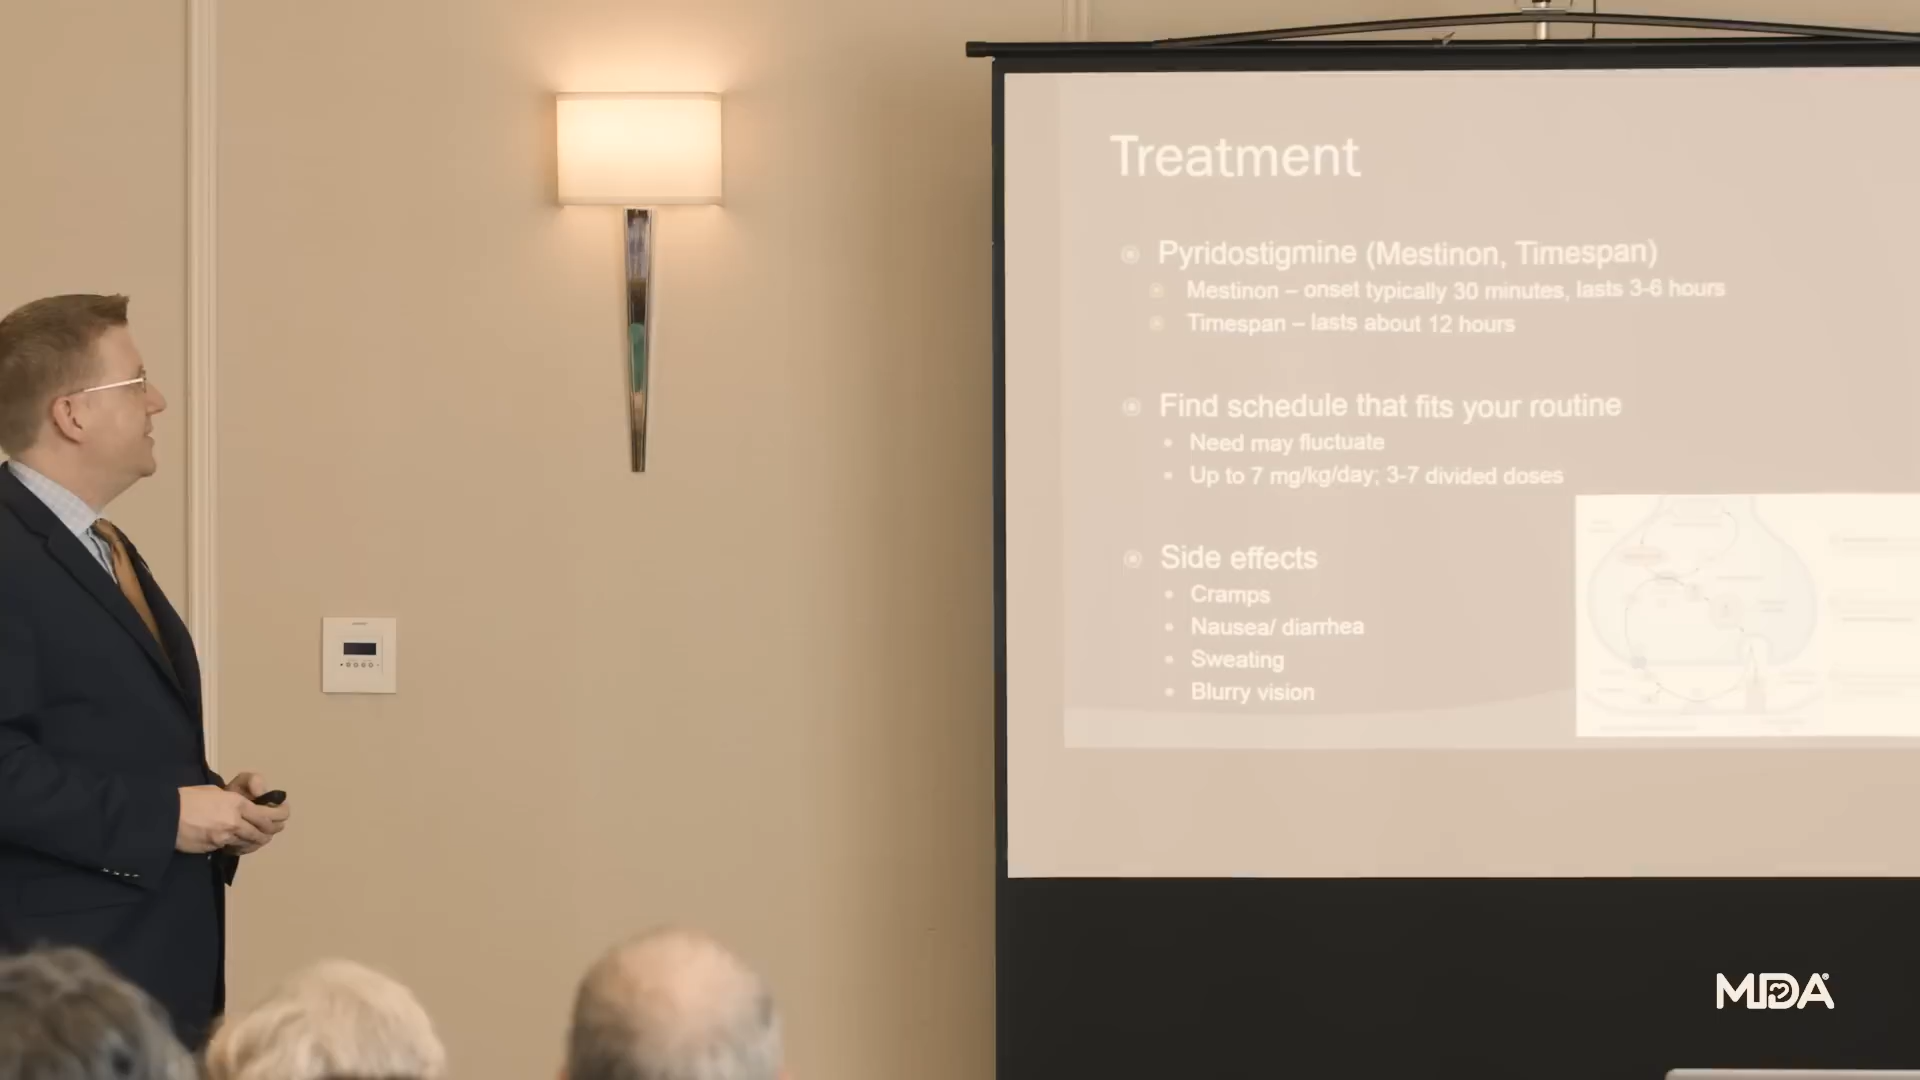 Treatment
Pyridostigmine (Mestinon, Timespan)
Mestinon – onset typically 30 minutes, lasts 3-6 hours
Timespan – lasts about 12 hours
Find schedule that fits your routine
Need may fluctuate
Up to 7 mg/kg/day; 3-7 divided doses
Side effects
Cramps
Nausea/ diarrhea
Sweating
Blurry vision
MDA